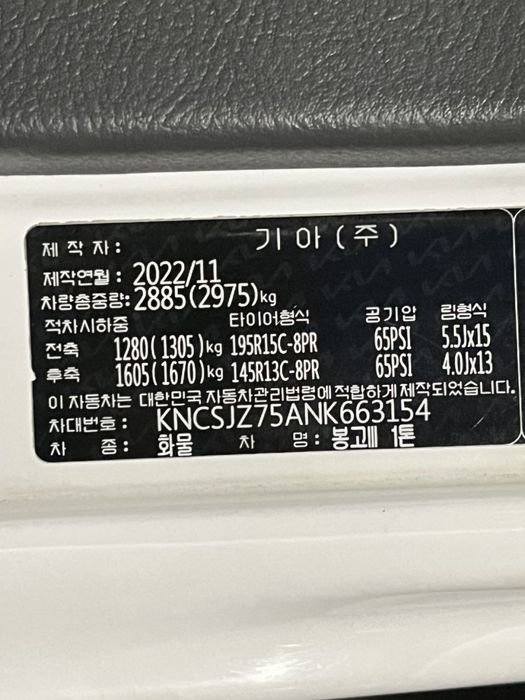 제 작 자 : 기 아 ( 주 )
제작연월 : 2022/11
차량총중량: 2885(2975)kg
적차시하중 타이어형식 공기압 림형식
전축 1280(1305)kg 195R15C-8PR 65PSI 5.5Jx15
후축 1605(1670)kg 145R13C-8PR 65PSI 4.0Jx13
이 자동차는 대한민국 자동차관리법령에 적합하게 제작되었습니다.
차대번호 : KNCSJZ75ANK663154
차 종 : 화물 차 명 : 봉고Ⅲ 1톤